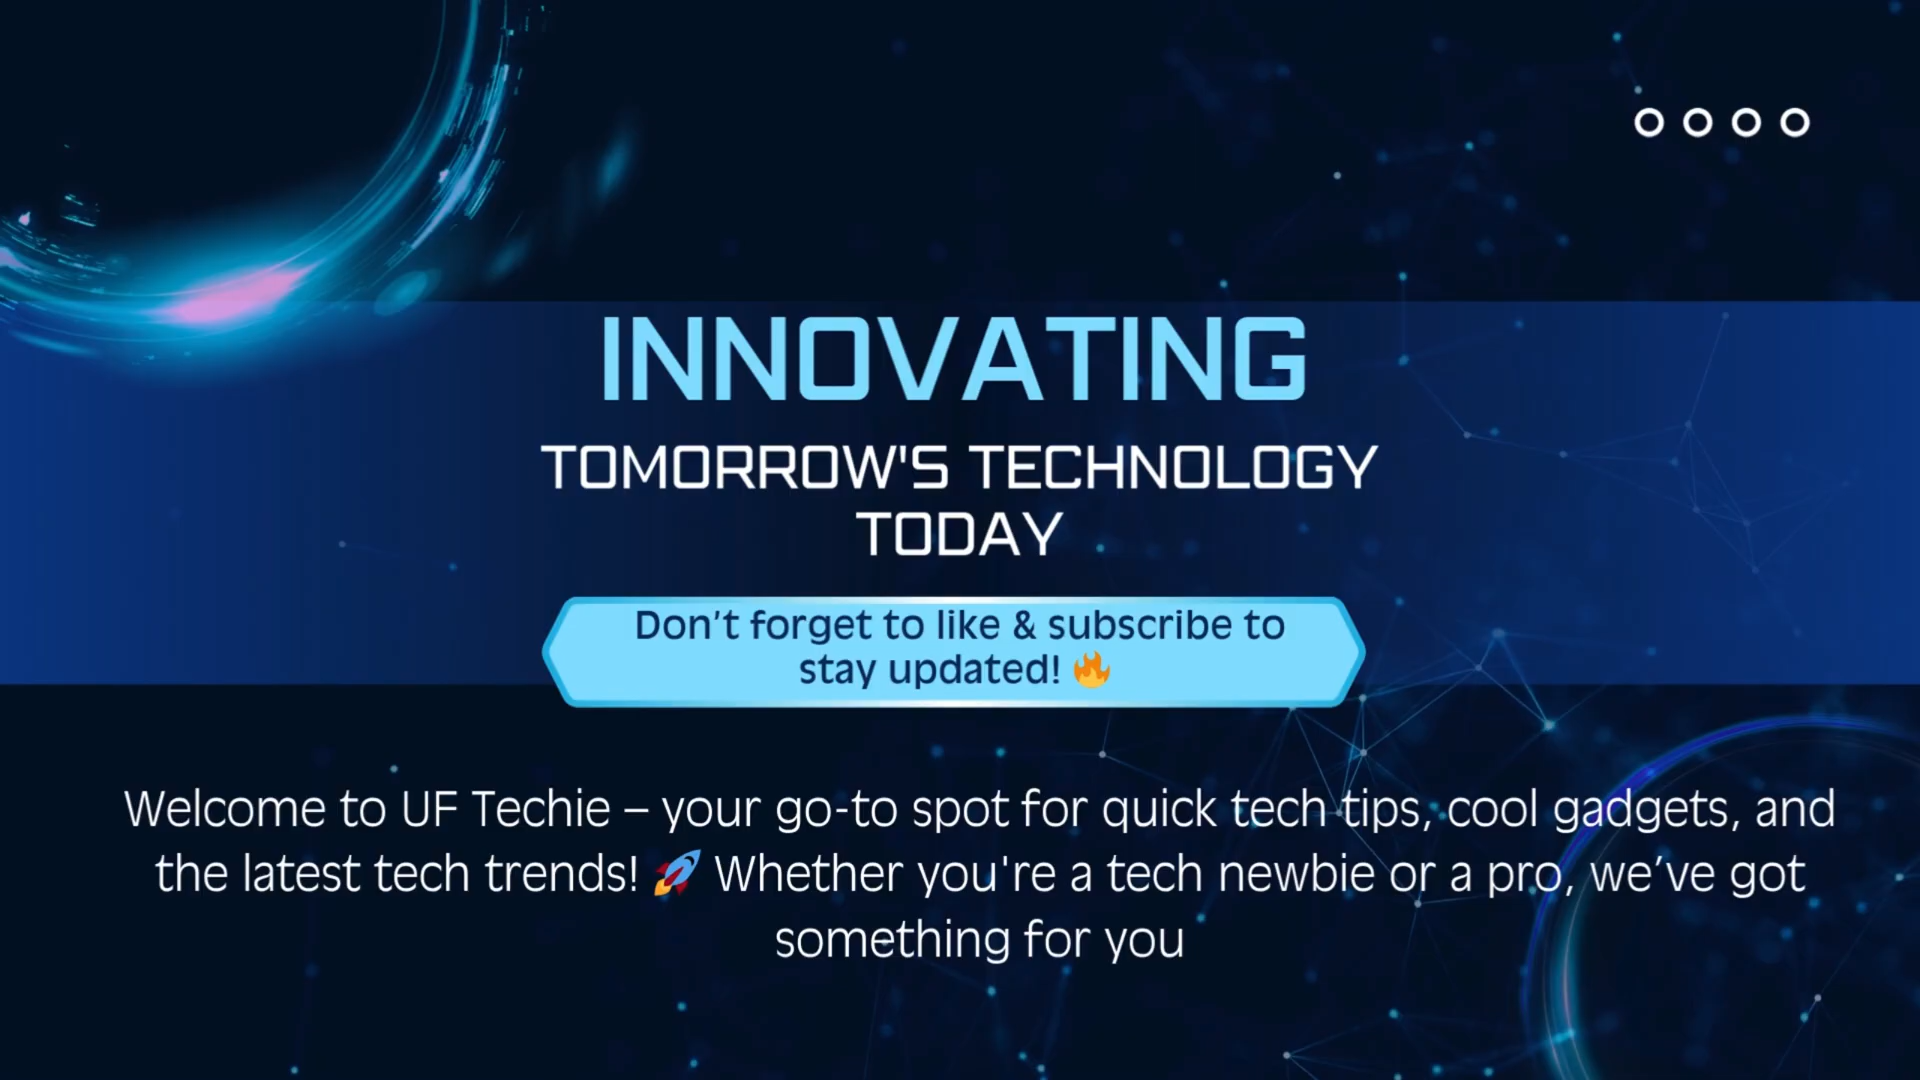 INNOVATING
TOMORROW'S TECHNOLOGY
TODAY
Don’t forget to like & subscribe to
stay updated! 🔥
Welcome to UF Techie – your go-to spot for quick tech tips, cool gadgets, and
the latest tech trends! 🚀 Whether you're a tech newbie or a pro, we’ve got
something for you